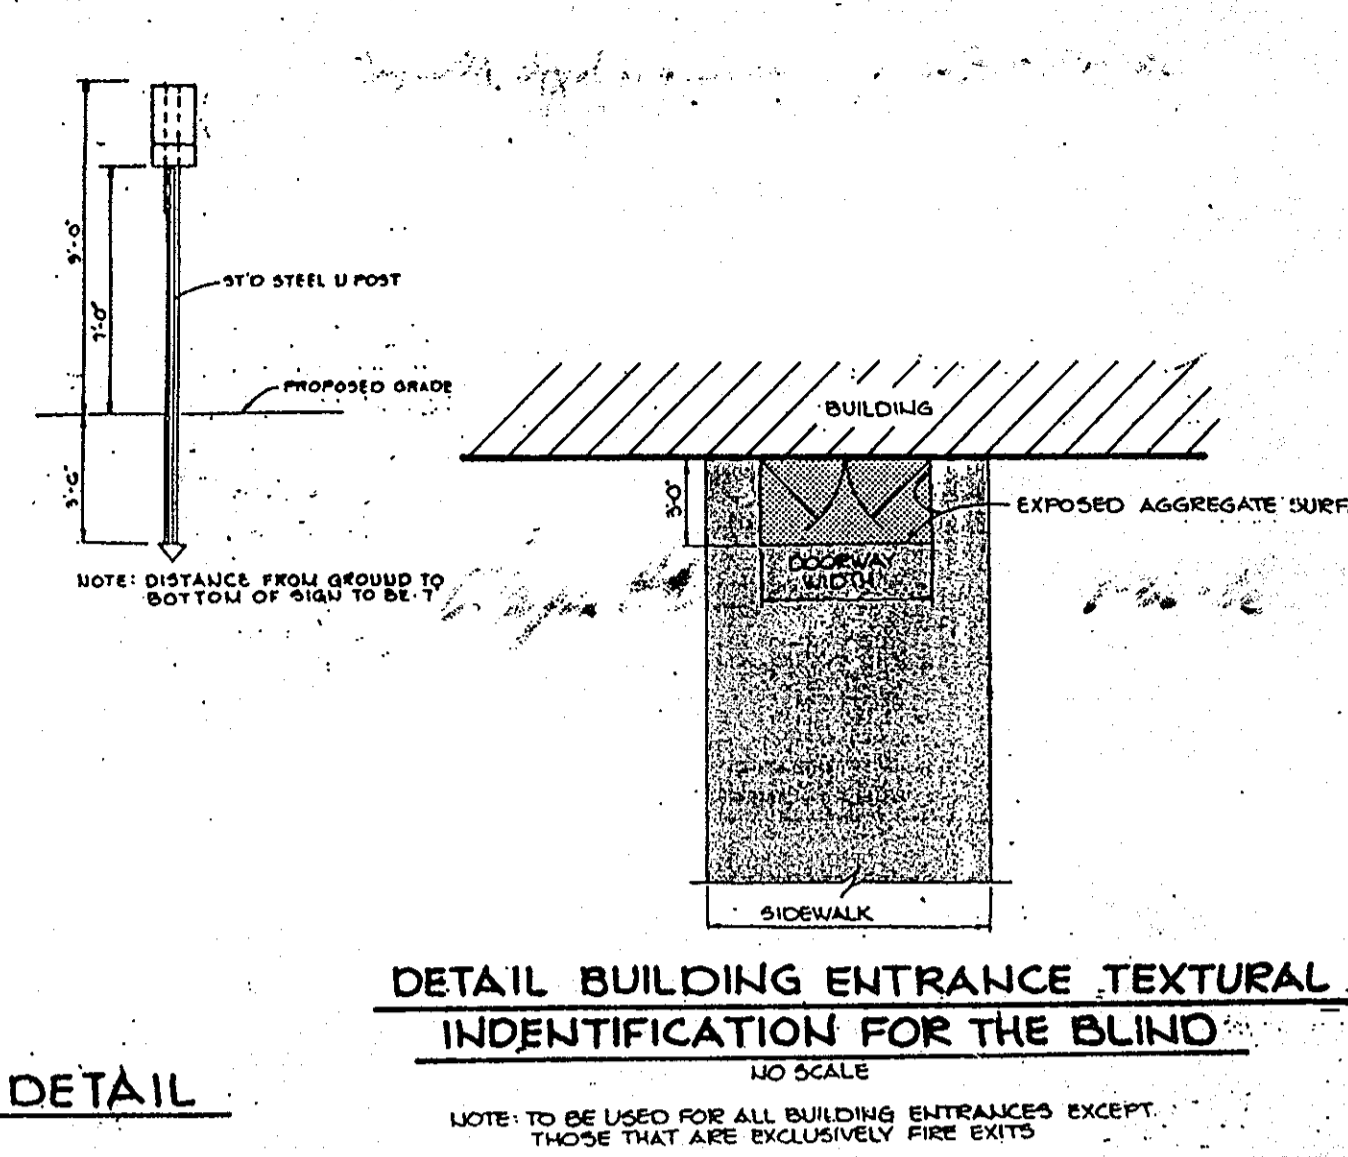 9'-0"
7'-0"
ST'D STEEL U POST
PROPOSED GRADE
3'-6"
NOTE: DISTANCE FROM GROUND TO
BOTTOM OF SIGN TO BE 7'
BUILDING
3'-0"
EXPOSED AGGREGATE SURF
DOORWAY
WIDTH
SIDEWALK
DETAIL BUILDING ENTRANCE TEXTURAL
INDENTIFICATION FOR THE BLIND
NO SCALE
NOTE: TO BE USED FOR ALL BUILDING ENTRANCES EXCEPT
THOSE THAT ARE EXCLUSIVELY FIRE EXITS
DETAIL